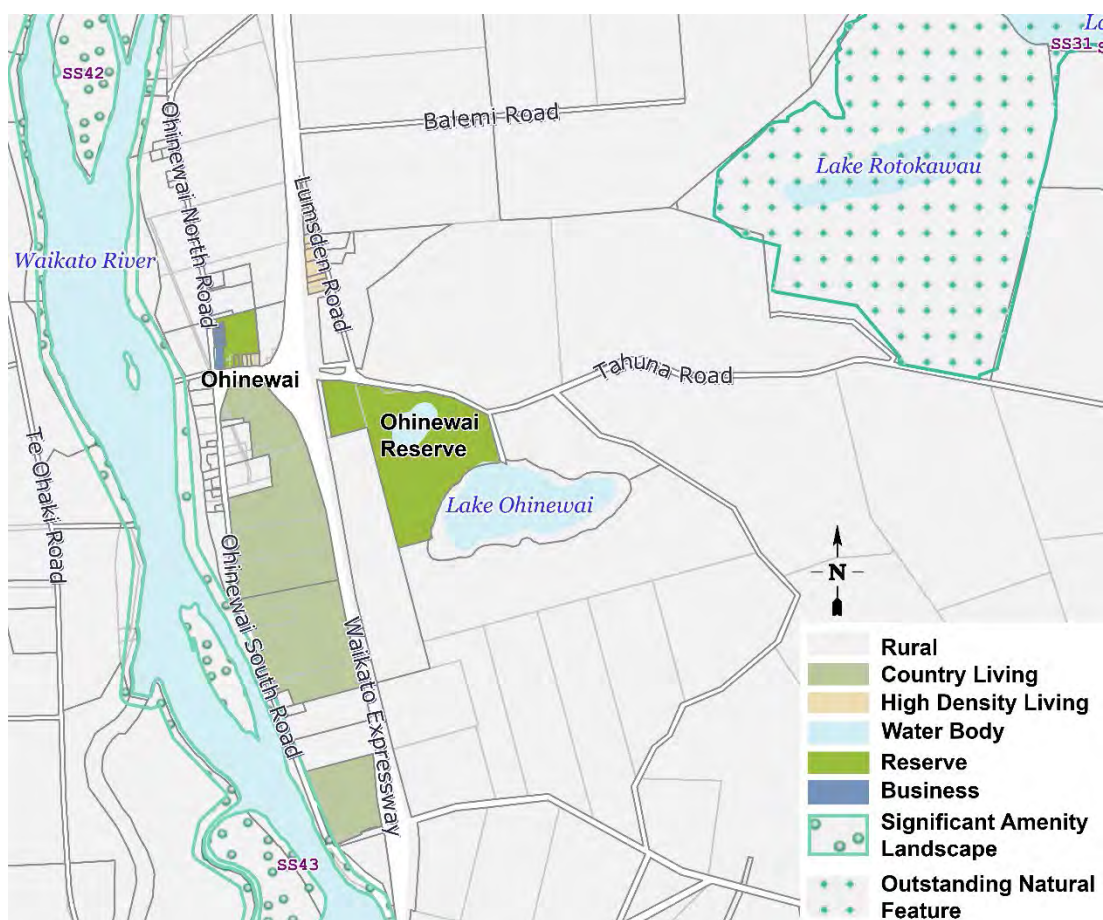 La
SS31 S
SS42
Ohinewai North Road
Balemi Road
Lake Rotokawau
Lumsden Road
Waikato River
Tahuna Road
Ohinewai
Ohinewai
Reserve
Te Ohaki Road
Lake Ohinewai
Ohinewai South Road
N
Waikato Expressway
Rural
Country Living
High Density Living
Water Body
Reserve
Business
Significant Amenity
Landscape
SS43
Outstanding Natural
Feature